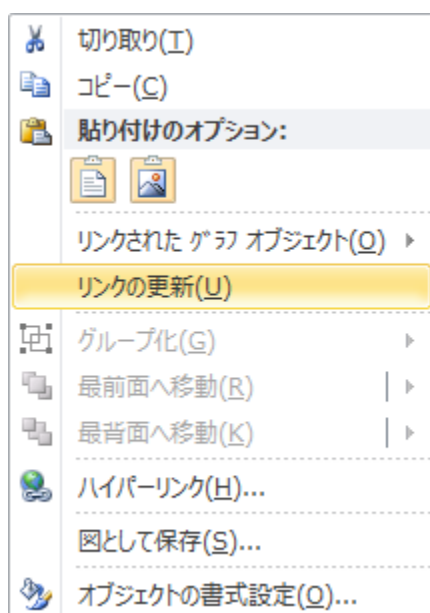 切り取り(T)
コピー(C)
貼り付けのオプション:
リンクされた グラフ オブジェクト(O)
リンクの更新(U)
グループ化(G)
最前面へ移動(R)
最背面へ移動(K)
ハイパーリンク(H)...
図として保存(S)...
オブジェクトの書式設定(O)...